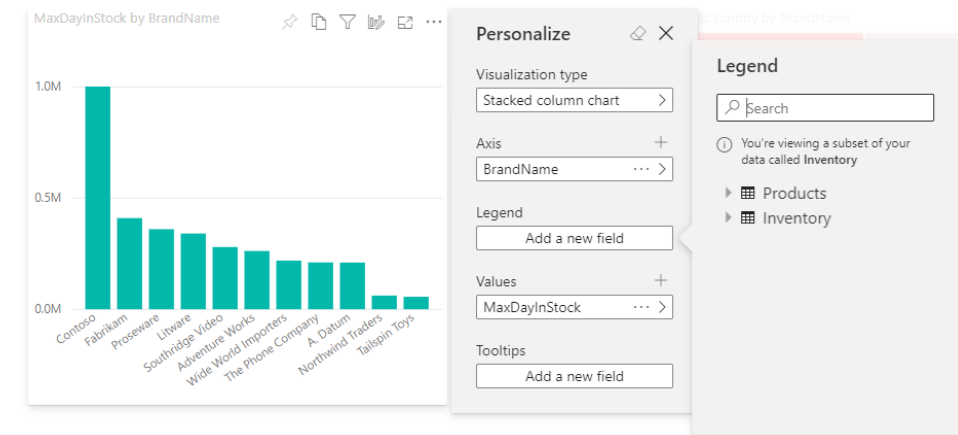 MaxDayInStock by BrandName
1.0M
0.5M
0.0M
Contoso
Fabrikam
Proseware
Litware
Southridge Video
Adventure Works
Wide World Importers
The Phone Company
A. Datum
Northwind Traders
Tailspin Toys
Personalize
Visualization type
Stacked column chart
Axis
BrandName
Legend
Add a new field
Values
MaxDayInStock
Tooltips
Add a new field
Quantity by BrandName
Legend
Search
You're viewing a subset of your
data called Inventory
Products
Inventory